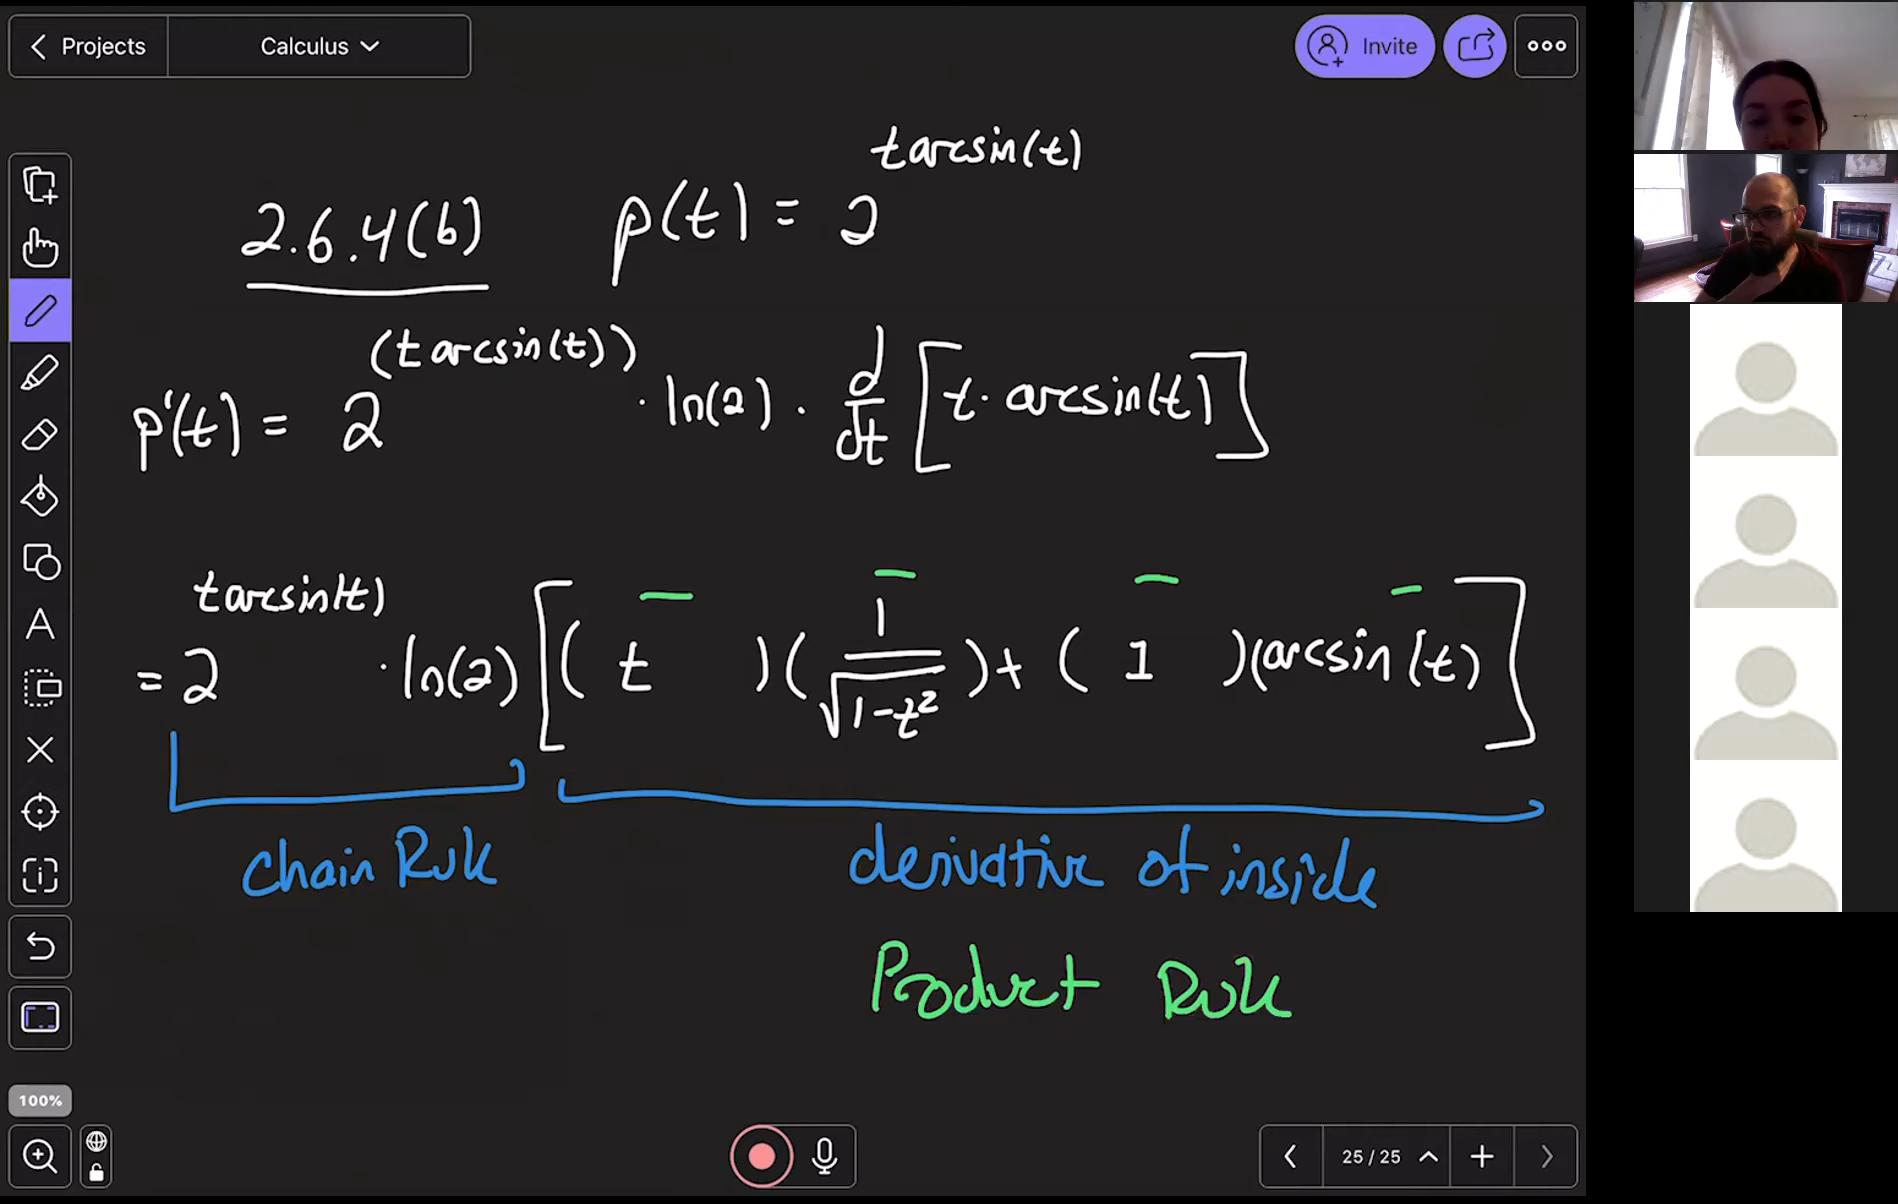 Projects
Calculus
Invite
2.6.4(b) p(t) = 2^{t arcsin(t)}
p'(t) = 2^{(t arcsin(t))} · ln(2) · d/dt [t · arcsin(t)]
= 2^{t arcsin(t)} · ln(2) [( t )( 1/√(1-t²) ) + ( 1 )(arcsin(t)]
chain Rule
derivative of inside
Product Rule
100%
25 / 25